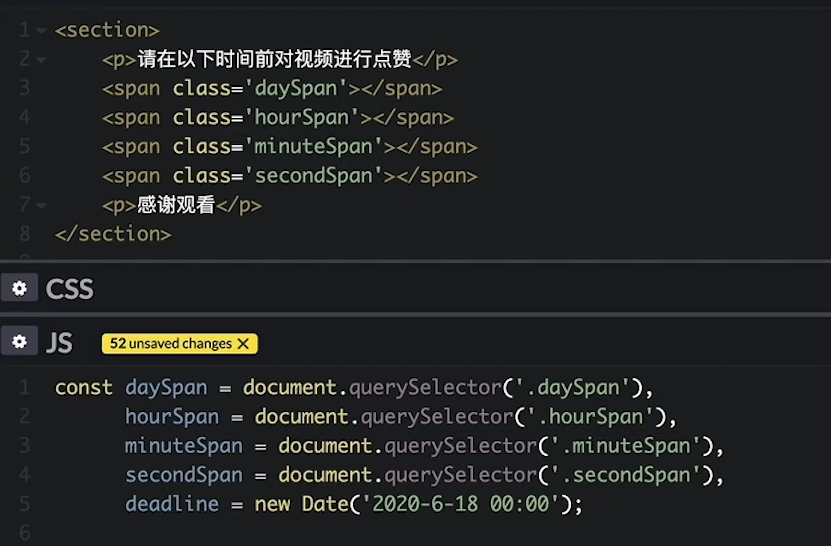 1 <section>
2 <p>请在以下时间前对视频进行点赞</p>
3 <span class='daySpan'></span>
4 <span class='hourSpan'></span>
5 <span class='minuteSpan'></span>
6 <span class='secondSpan'></span>
7 <p>感谢观看</p>
8 </section>
CSS
JS 52 unsaved changes X
1 const daySpan = document.querySelector('.daySpan'),
2 hourSpan = document.querySelector('.hourSpan'),
3 minuteSpan = document.querySelector('.minuteSpan'),
4 secondSpan = document.querySelector('.secondSpan'),
5 deadline = new Date('2020-6-18 00:00');
6